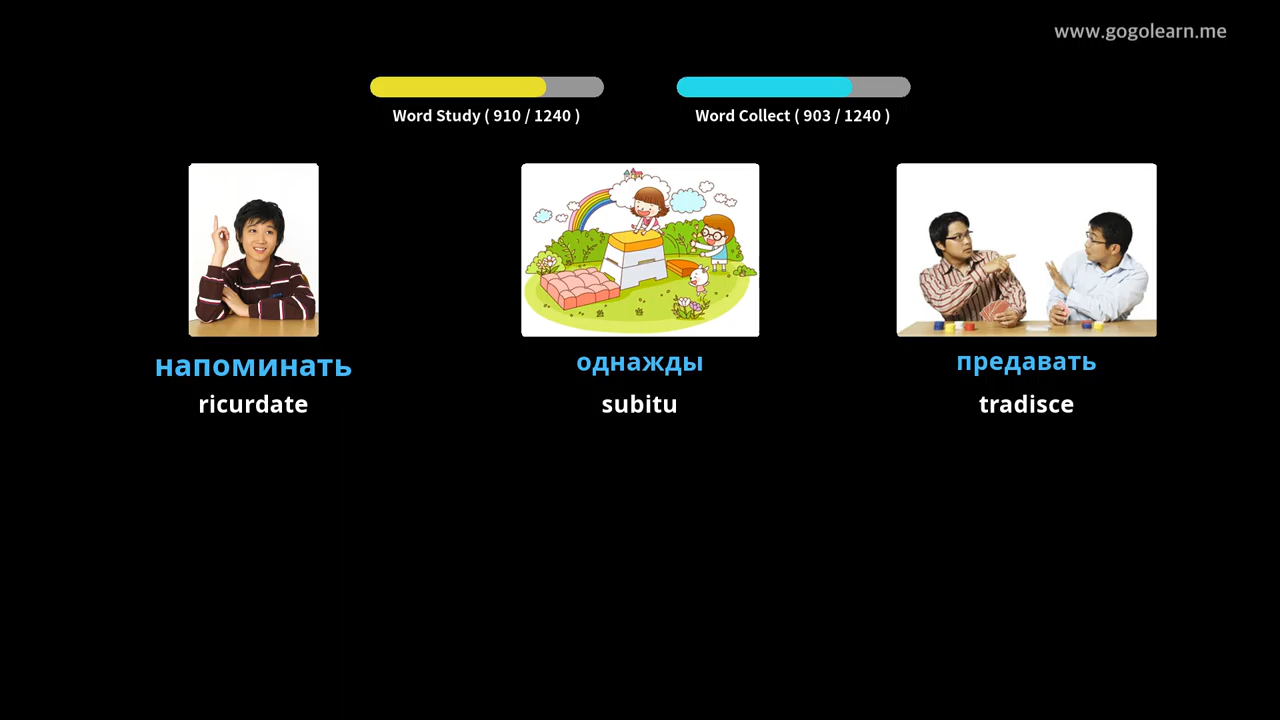 www.gogolearn.me
Word Study ( 910 / 1240 )
Word Collect ( 903 / 1240 )
напоминать
однажды
предавать
ricurdate
subitu
tradisce